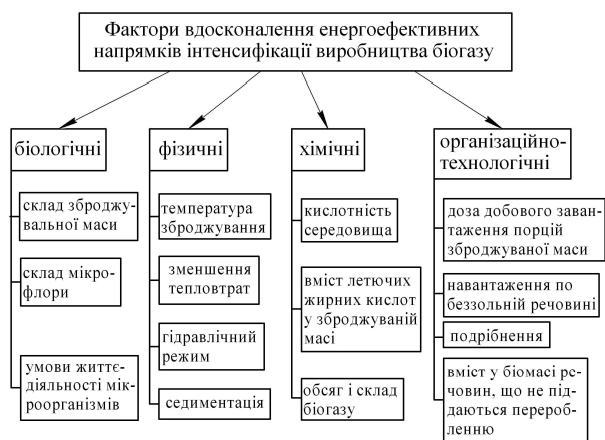 Фактори вдосконалення енергоефективних
напрямків інтенсифікації виробництва біогазу
біологічні
склад зброджу-
вальної маси
склад мікро-
флори
умови життє-
діяльності мік-
роорганізмів
фізичні
температура
зброджування
зменшення
тепловтрат
гідравлічний
режим
седиментація
хімічні
кислотність
середовища
вміст летючих
жирних кислот
у зброджуваній
масі
обсяг і склад
біогазу
організаційно-
технологічні
доза добового заван-
таження порцій
зброджуваної маси
навантаження по
беззольній речовині
подрібнення
вміст у біомасі ре-
човин, що не під-
даються переробл-
енню